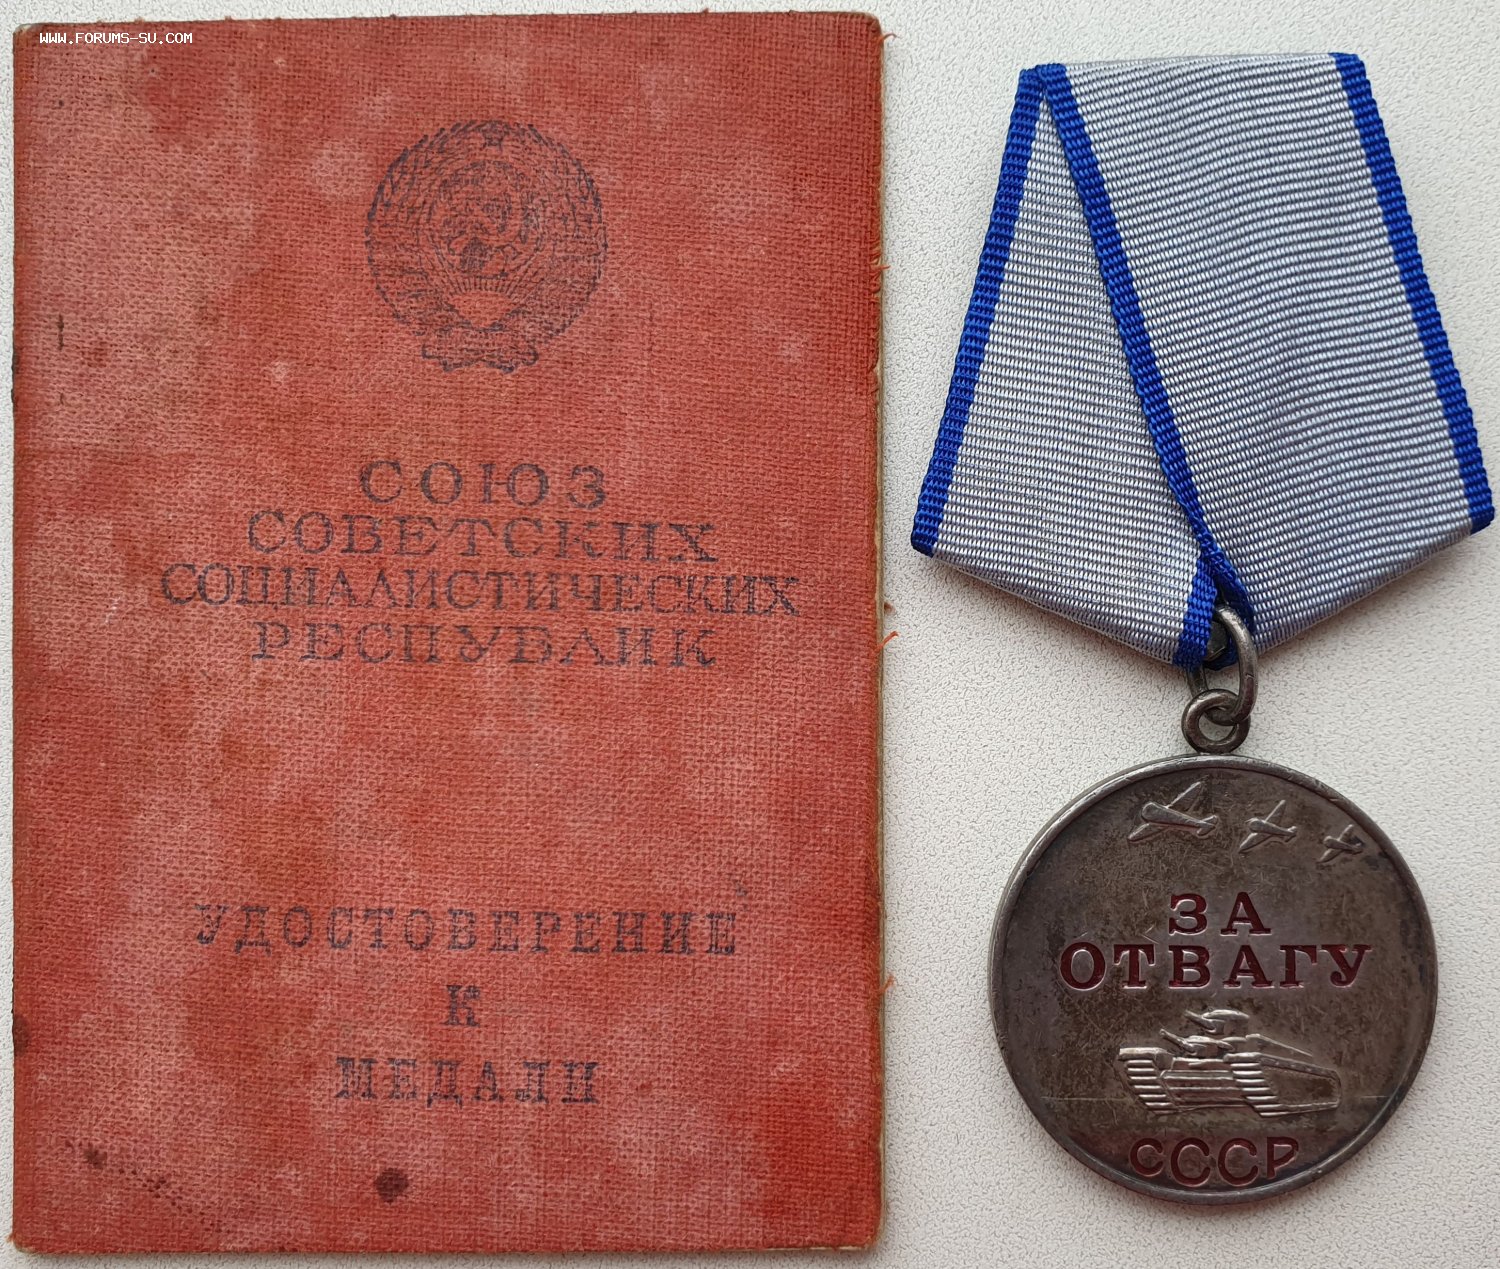 WWW.FORUMS-SU.COM
СОЮЗ
СОВЕТСКИХ
СОЦИАЛИСТИЧЕСКИХ
РЕСПУБЛИК
УДОСТОВЕРЕНИЕ
К
МЕДАЛИ
ЗА
ОТВАГУ
СССР